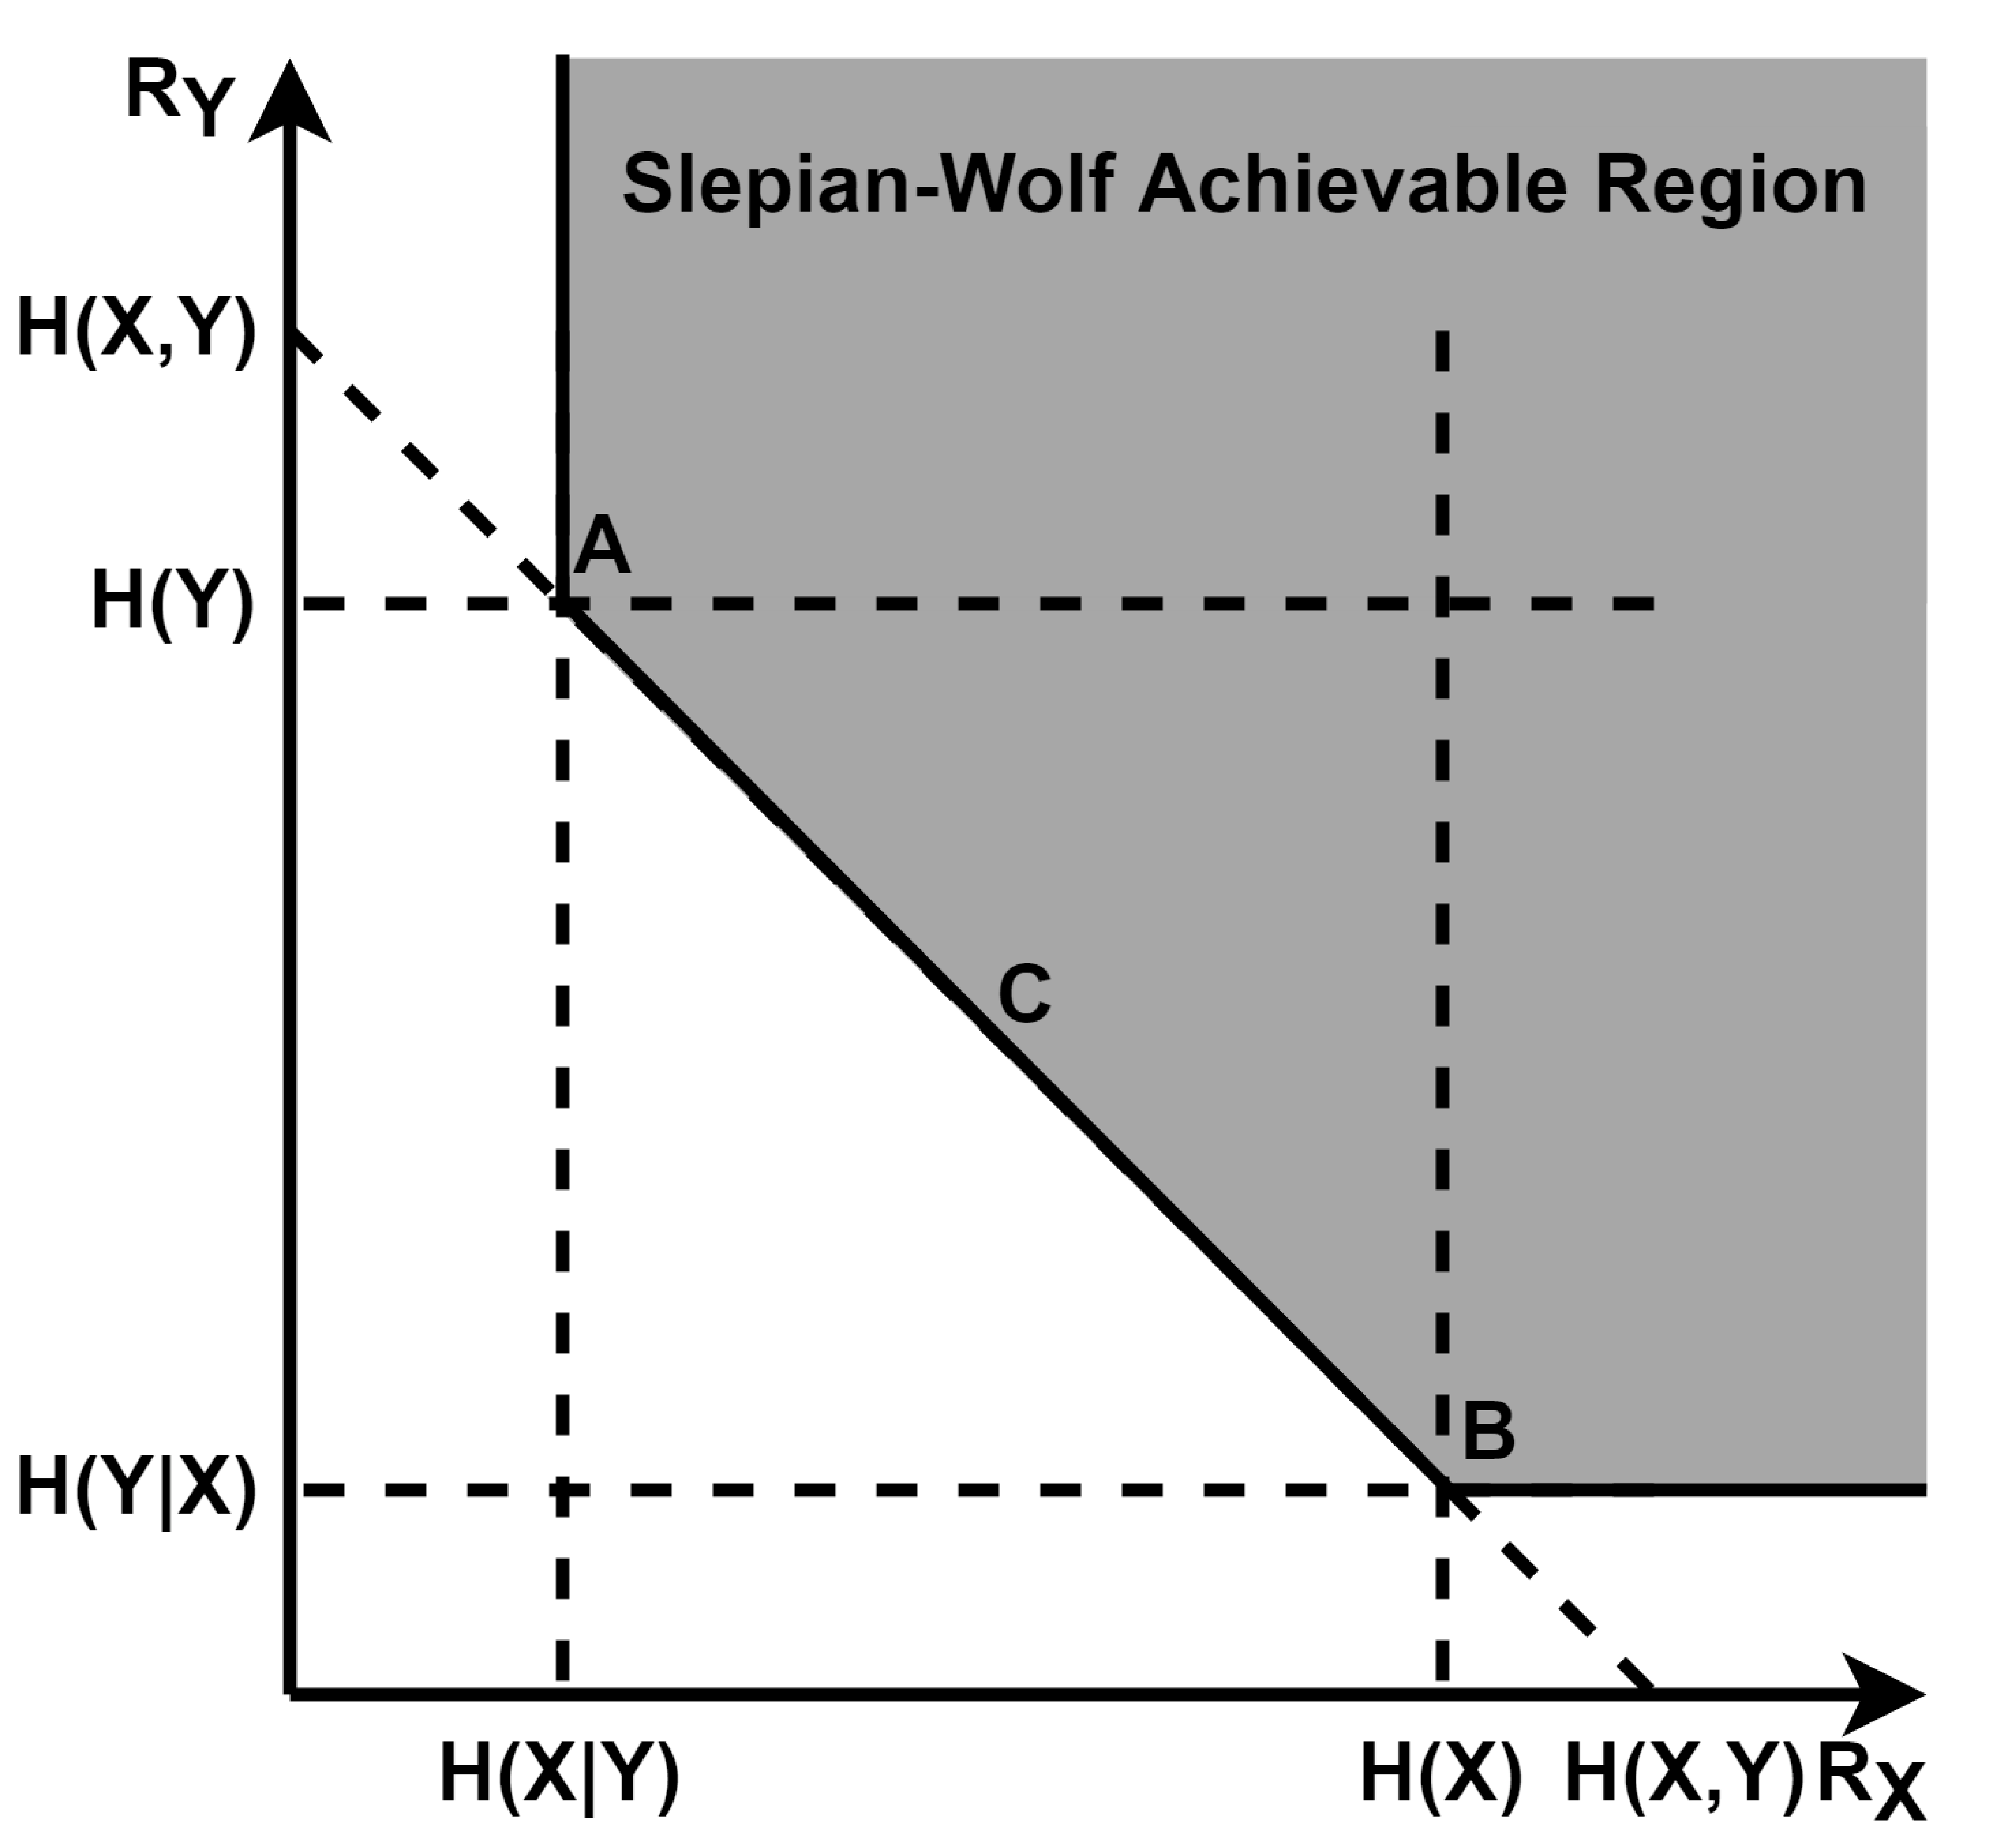 RY
Slepian-Wolf Achievable Region
H(X,Y)
A
H(Y)
C
B
H(Y|X)
H(X|Y)
H(X)
H(X,Y)
RX